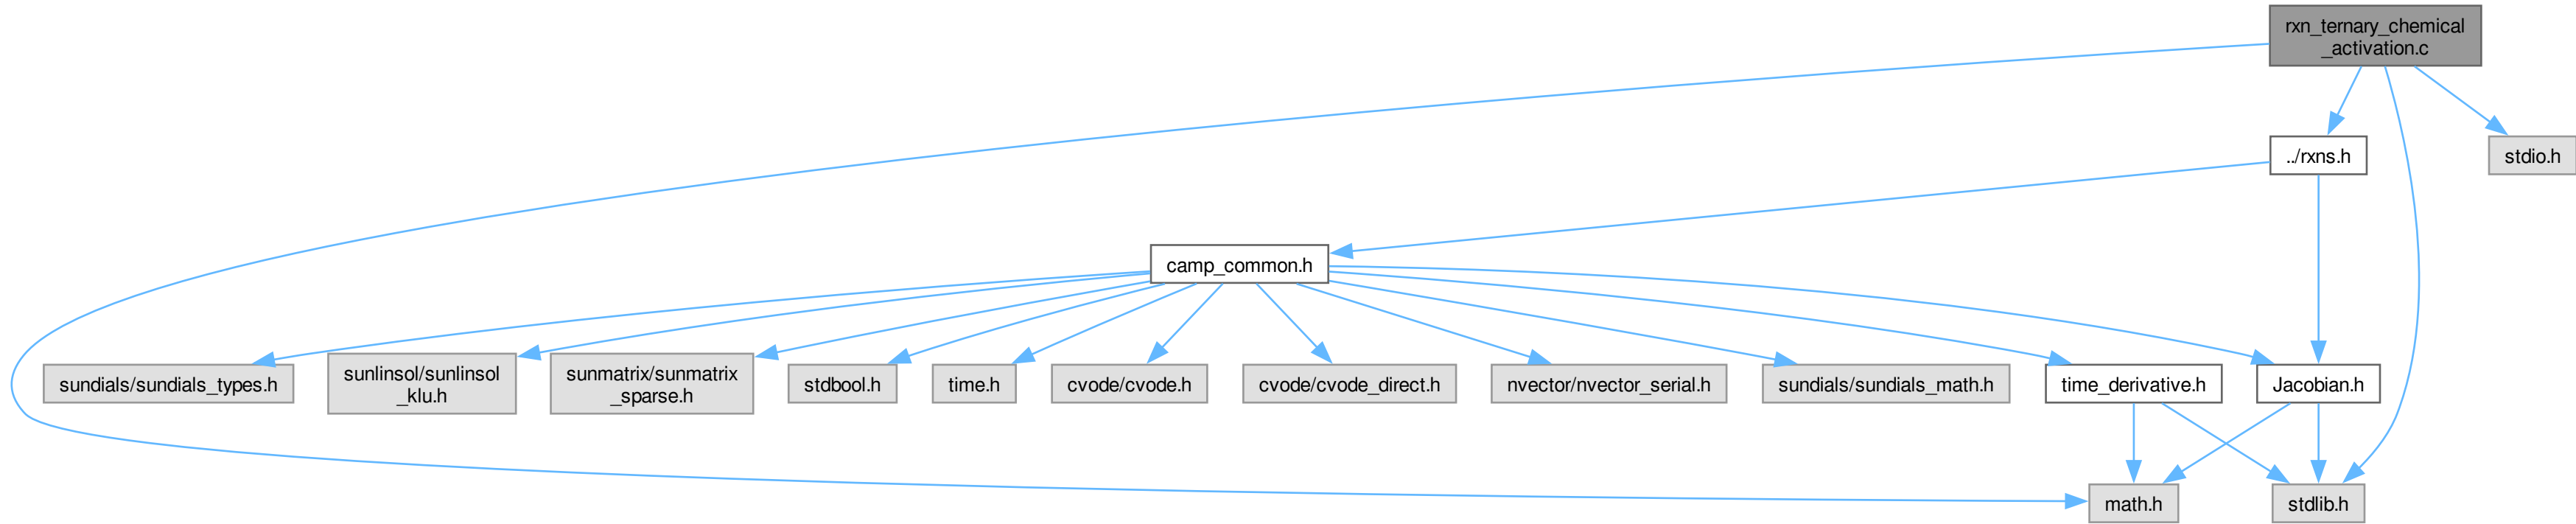 rxn_ternary_chemical
_activation.c
../rxns.h
stdio.h
camp_common.h
sundials/sundials_types.h
sunlinsol/sunlinsol
_klu.h
sunmatrix/sunmatrix
_sparse.h
stdbool.h
time.h
cvode/cvode.h
cvode/cvode_direct.h
nvector/nvector_serial.h
sundials/sundials_math.h
time_derivative.h
Jacobian.h
math.h
stdlib.h